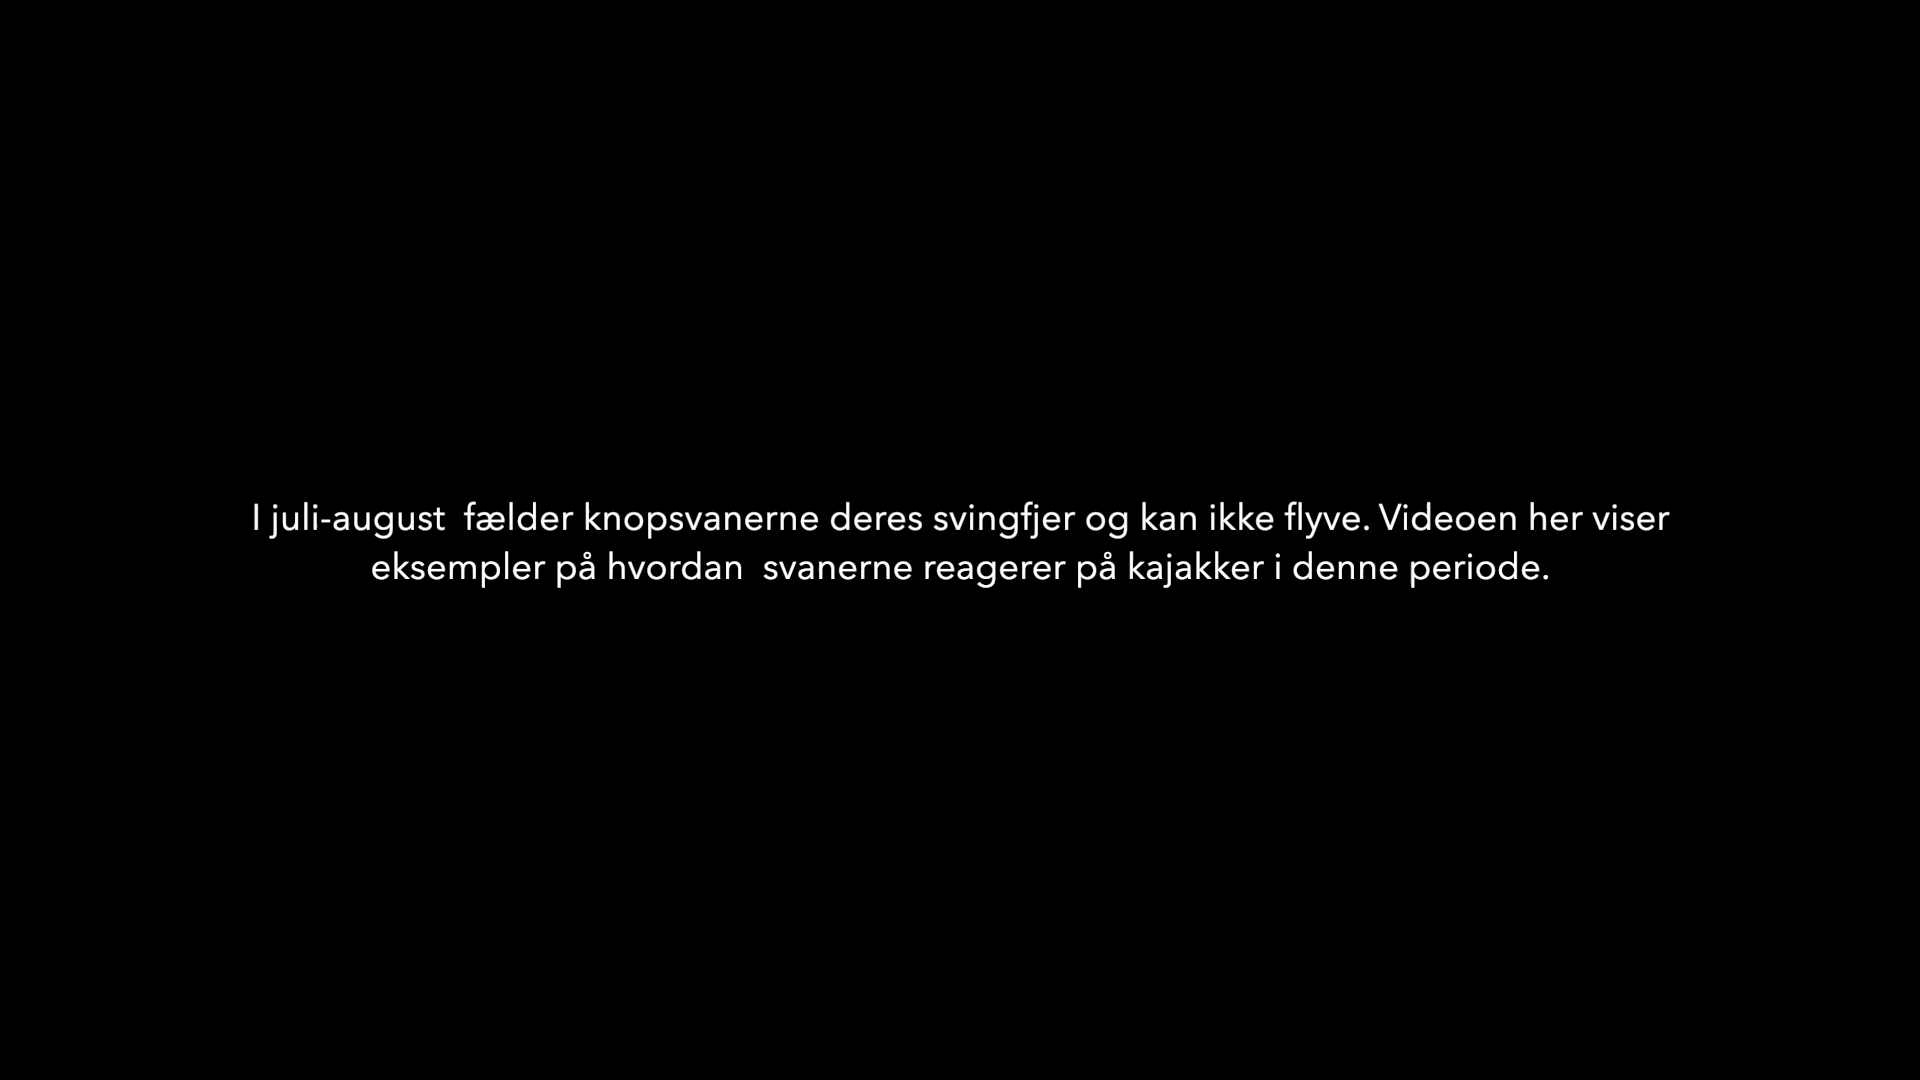 I juli-august  fælder knopsvanerne deres svingfjer og kan ikke flyve. Videoen her viser
eksempler på hvordan  svanerne reagerer på kajakker i denne periode.